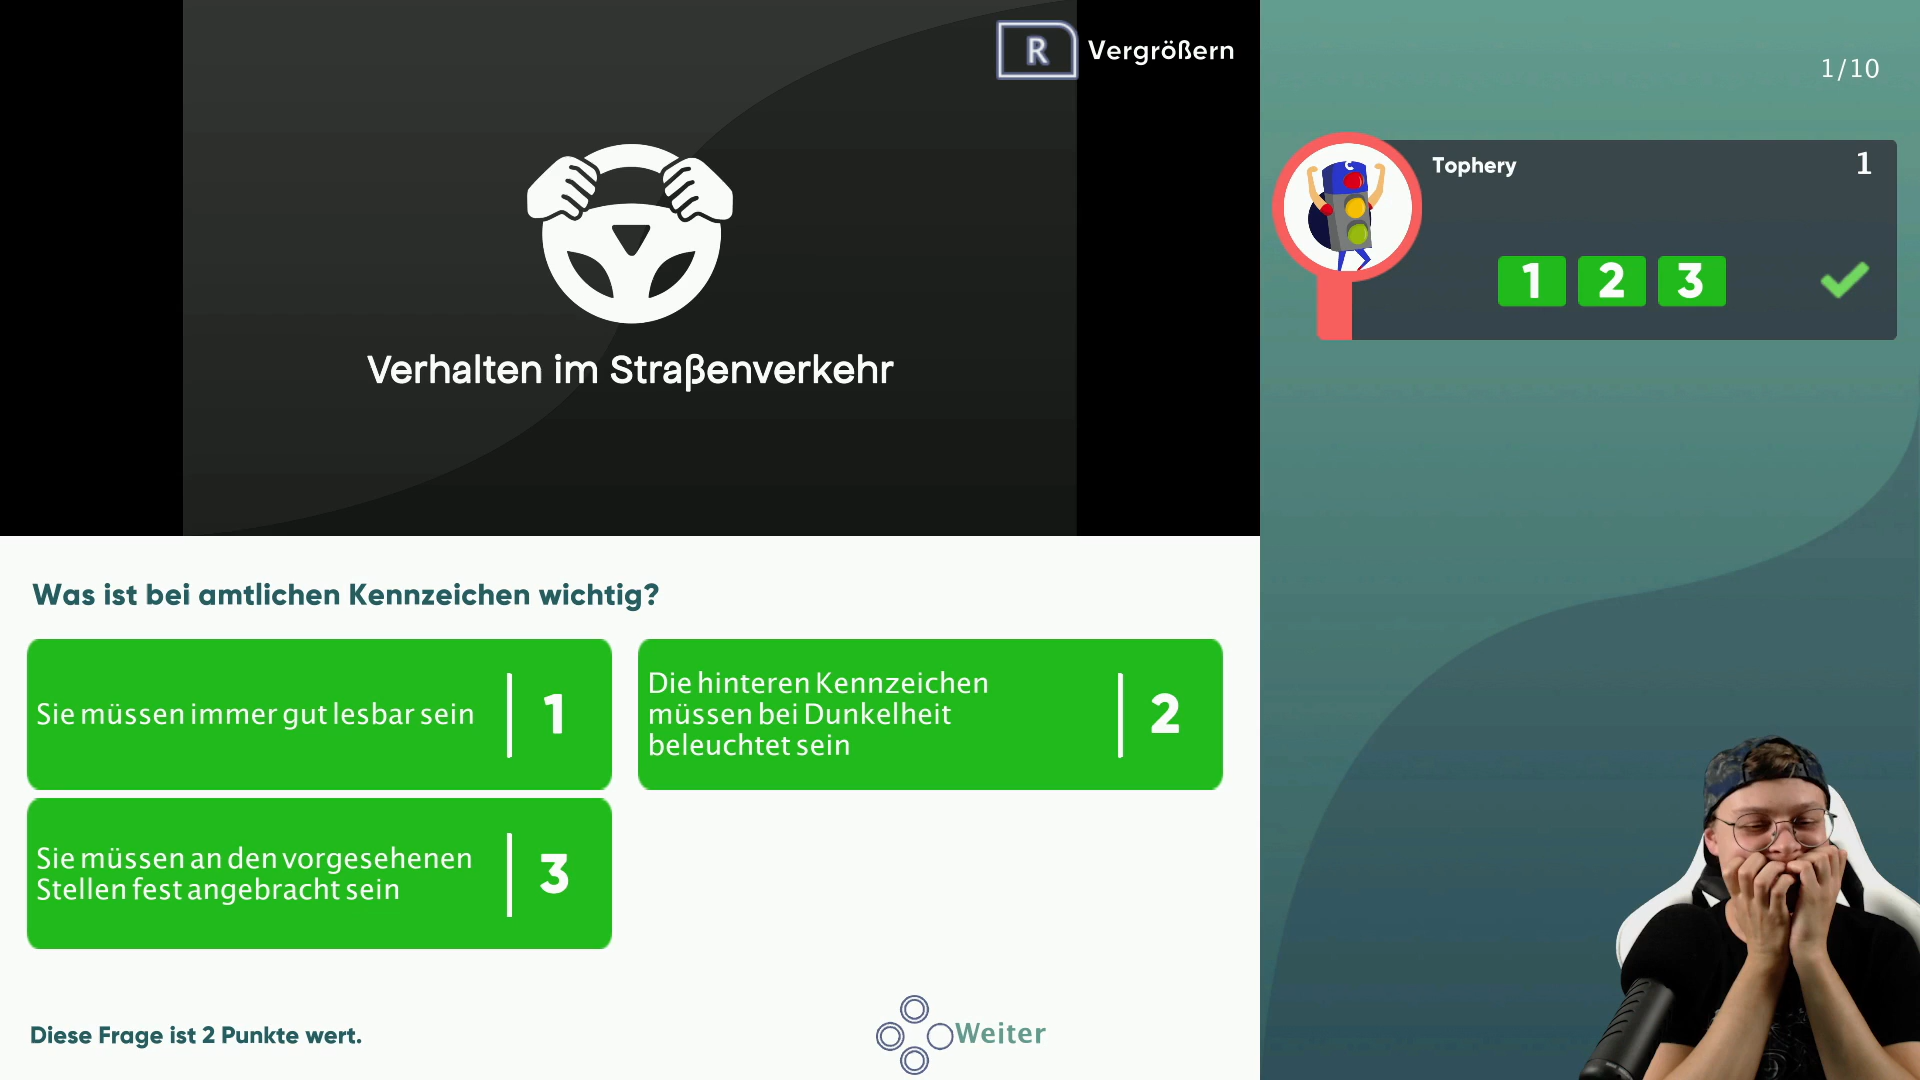 R Vergrößern
Verhalten im Straßenverkehr
1/10
Tophery 1
1 2 3
Was ist bei amtlichen Kennzeichen wichtig?
Sie müssen immer gut lesbar sein 1
Die hinteren Kennzeichen
müssen bei Dunkelheit
beleuchtet sein
2
Sie müssen an den vorgesehenen
Stellen fest angebracht sein
3
Diese Frage ist 2 Punkte wert.
Weiter